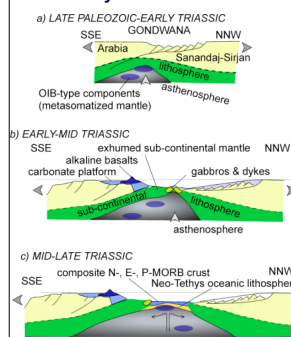 a) LATE PALEOZOIC-EARLY TRIASSIC
SSE GONDWANA NNW
Arabia Sanandaj-Sirjan
lithosphere
OIB-type components
(metasomatized mantle)
asthenosphere
b) EARLY-MID TRIASSIC
SSE exhumed sub-continental mantle NNW
alkaline basalts
carbonate platform gabbros & dykes
sub-continental lithosphere
asthenosphere
c) MID-LATE TRIASSIC
composite N-, E-, P-MORB crust
SSE Neo-Tethys oceanic lithospher